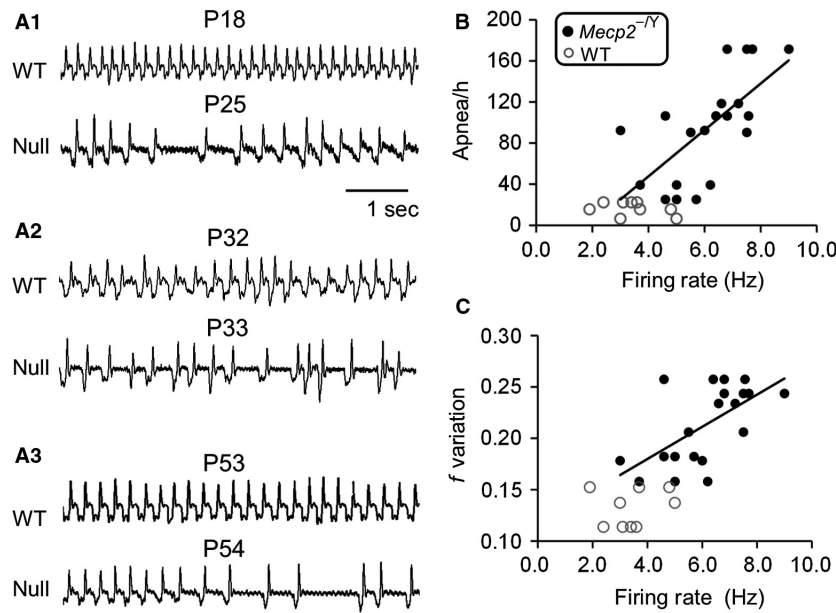 A1
P18
WT
P25
Null
1 sec
A2
P32
WT
P33
Null
A3
P53
WT
P54
Null
B
Mecp2−/Y
WT
200
160
120
80
40
0
Apnea/h
0.0 2.0 4.0 6.0 8.0 10.0
Firing rate (Hz)
C
0.30
0.25
0.20
0.15
0.10
f variation
0.0 2.0 4.0 6.0 8.0 10.0
Firing rate (Hz)